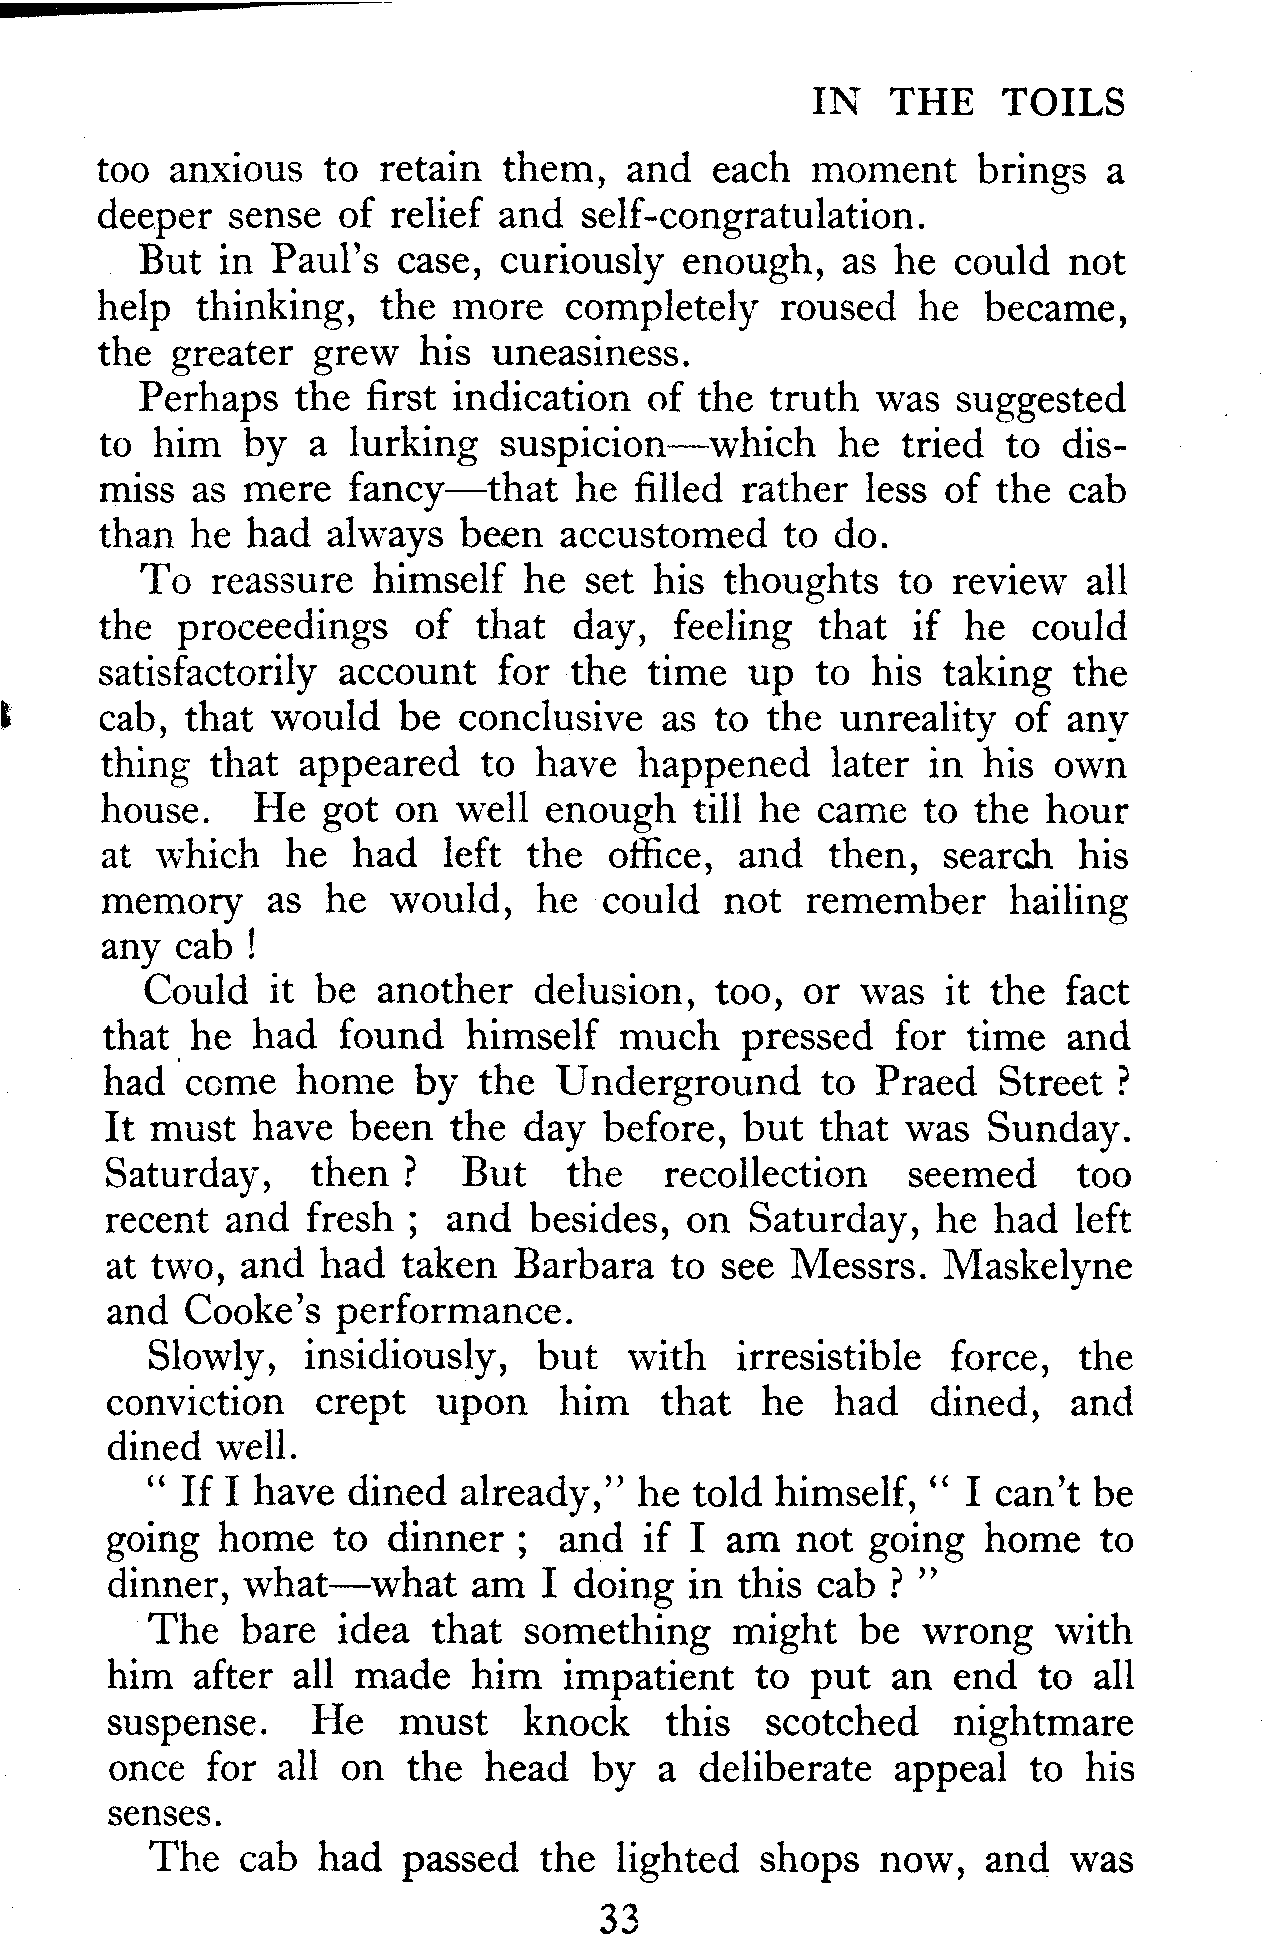 IN THE TOILS
too anxious to retain them, and each moment brings a
deeper sense of relief and self-congratulation.
But in Paul's case, curiously enough, as he could not
help thinking, the more completely roused he became,
the greater grew his uneasiness.
Perhaps the first indication of the truth was suggested
to him by a lurking suspicion—which he tried to dis-
miss as mere fancy—that he filled rather less of the cab
than he had always been accustomed to do.
To reassure himself he set his thoughts to review all
the proceedings of that day, feeling that if he could
satisfactorily account for the time up to his taking the
cab, that would be conclusive as to the unreality of any
thing that appeared to have happened later in his own
house. He got on well enough till he came to the hour
at which he had left the office, and then, search his
memory as he would, he could not remember hailing
any cab !
Could it be another delusion, too, or was it the fact
that he had found himself much pressed for time and
had come home by the Underground to Praed Street ?
It must have been the day before, but that was Sunday.
Saturday, then ? But the recollection seemed too
recent and fresh ; and besides, on Saturday, he had left
at two, and had taken Barbara to see Messrs. Maskelyne
and Cooke's performance.
Slowly, insidiously, but with irresistible force, the
conviction crept upon him that he had dined, and
dined well.
“ If I have dined already,” he told himself, “ I can't be
going home to dinner ; and if I am not going home to
dinner, what—what am I doing in this cab ? ”
The bare idea that something might be wrong with
him after all made him impatient to put an end to all
suspense. He must knock this scotched nightmare
once for all on the head by a deliberate appeal to his
senses.
The cab had passed the lighted shops now, and was
33